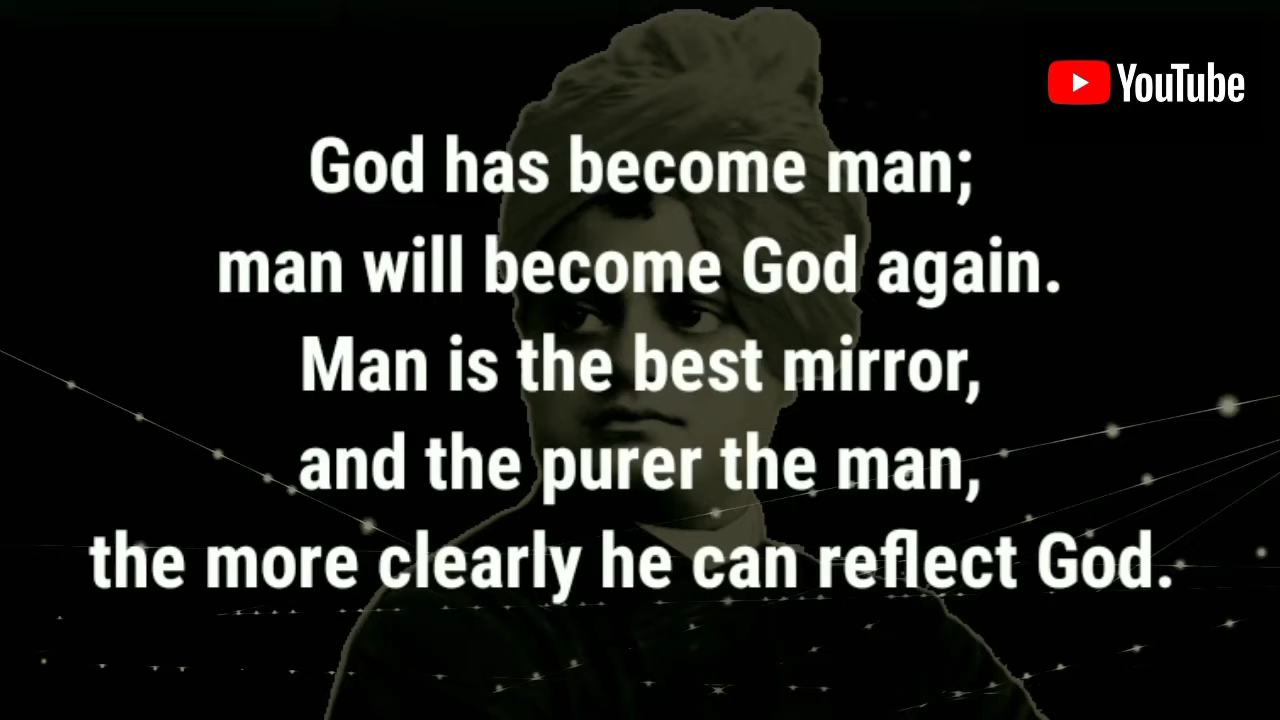 YouTube
God has become man;
man will become God again.
Man is the best mirror,
and the purer the man,
the more clearly he can reflect God.